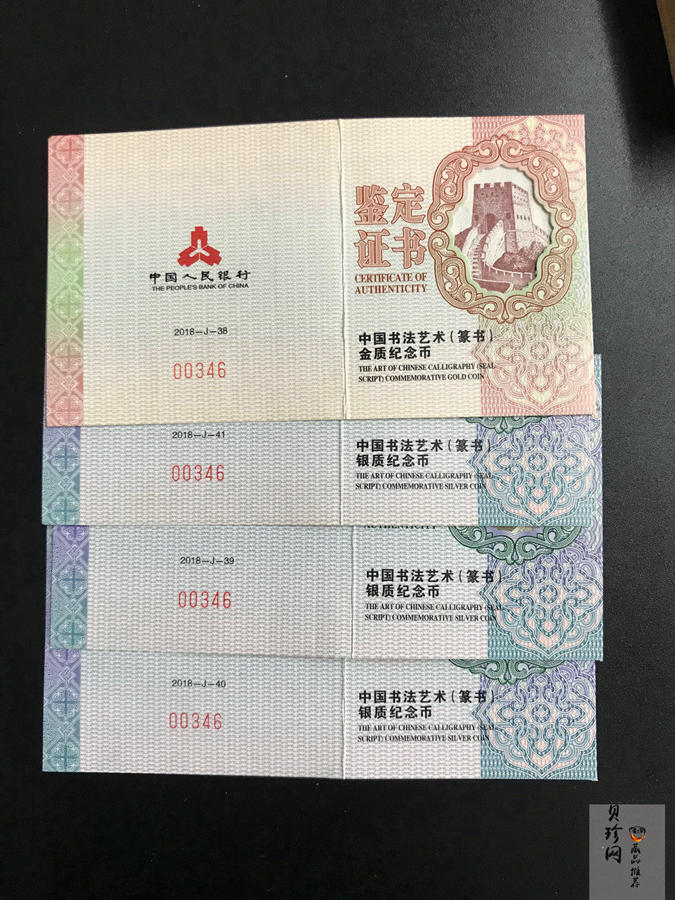 鉴定
证书
CERTIFICATE OF
AUTHENTICITY
中国人民银行
THE PEOPLE'S BANK OF CHINA
2018-J-38
00346
中国书法艺术(篆书)
金质纪念币
THE ART OF CHINESE CALLIGRAPHY (SEAL
SCRIPT) COMMEMORATIVE GOLD COIN
2018-J-41
00346
中国书法艺术(篆书)
银质纪念币
THE ART OF CHINESE CALLIGRAPHY (SEAL
SCRIPT) COMMEMORATIVE SILVER COIN
AUTHENTICITY
2018-J-39
00346
中国书法艺术(篆书)
银质纪念币
THE ART OF CHINESE CALLIGRAPHY (SEAL
SCRIPT) COMMEMORATIVE SILVER COIN
2018-J-40
00346
中国书法艺术(篆书)
银质纪念币
THE ART OF CHINESE CALLIGRAPHY (SEAL
SCRIPT) COMMEMORATIVE SILVER COIN
贝珍网
藏品推荐